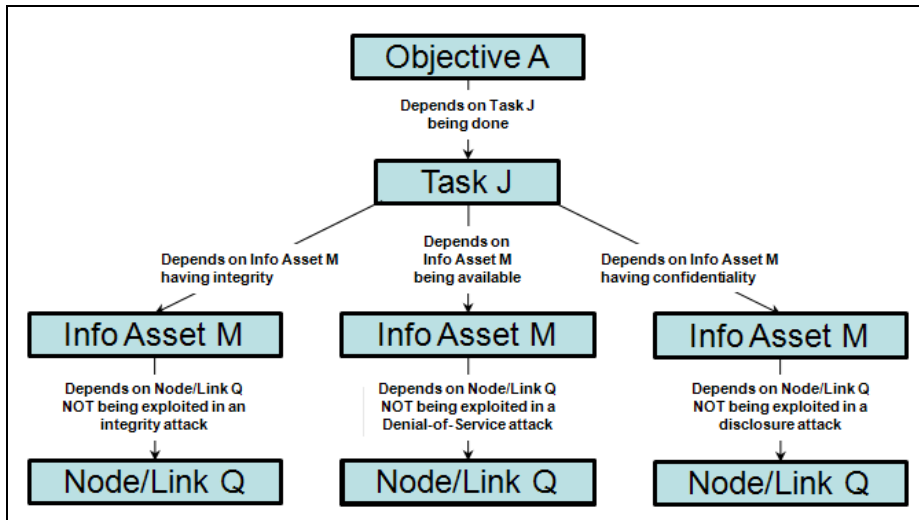 Objective A
Depends on Task J
being done
Task J
Depends on Info Asset M
having integrity
Depends on
Info Asset M
being available
Depends on Info Asset M
having confidentiality
Info Asset M
Info Asset M
Info Asset M
Depends on Node/Link Q
NOT being exploited in an
integrity attack
Depends on Node/Link Q
NOT being exploited in a
Denial-of-Service attack
Depends on Node/Link Q
NOT being exploited in a
disclosure attack
Node/Link Q
Node/Link Q
Node/Link Q